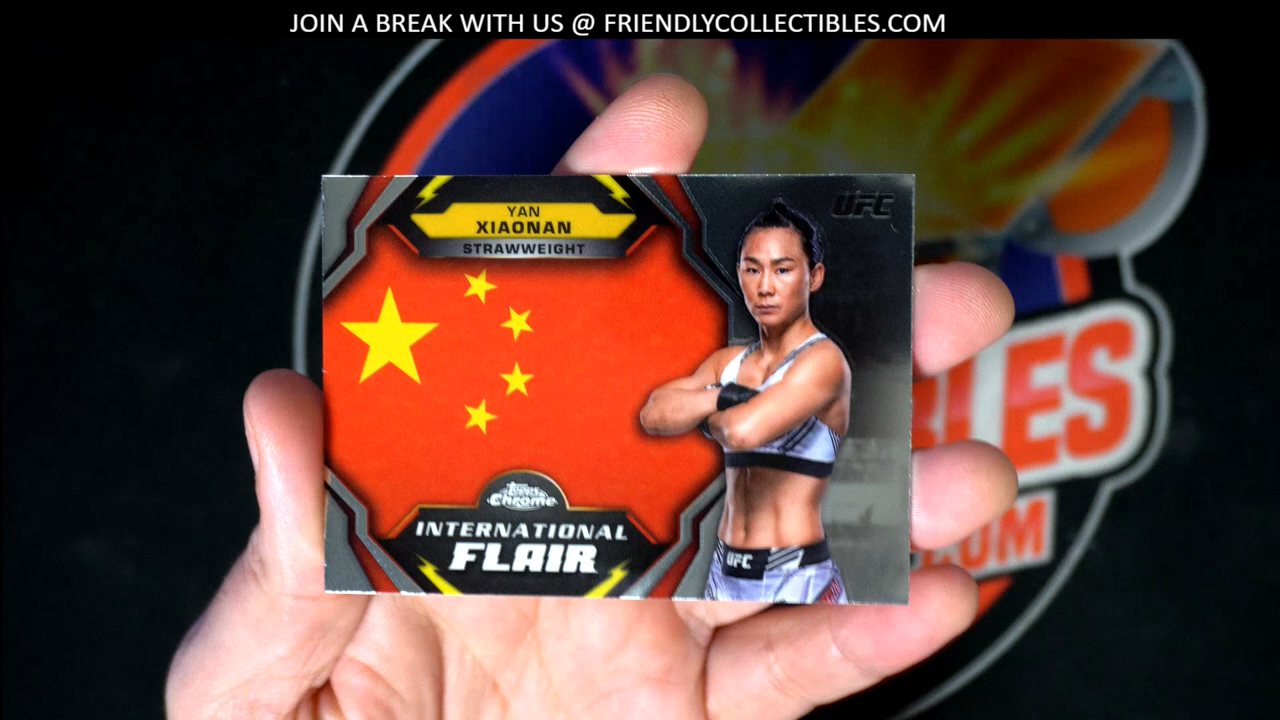 JOIN A BREAK WITH US @ FRIENDLYCOLLECTIBLES.COM
YAN
XIAONAN
STRAWWEIGHT
UFC
Topps
Chrome
INTERNATIONAL
FLAIR
UFC